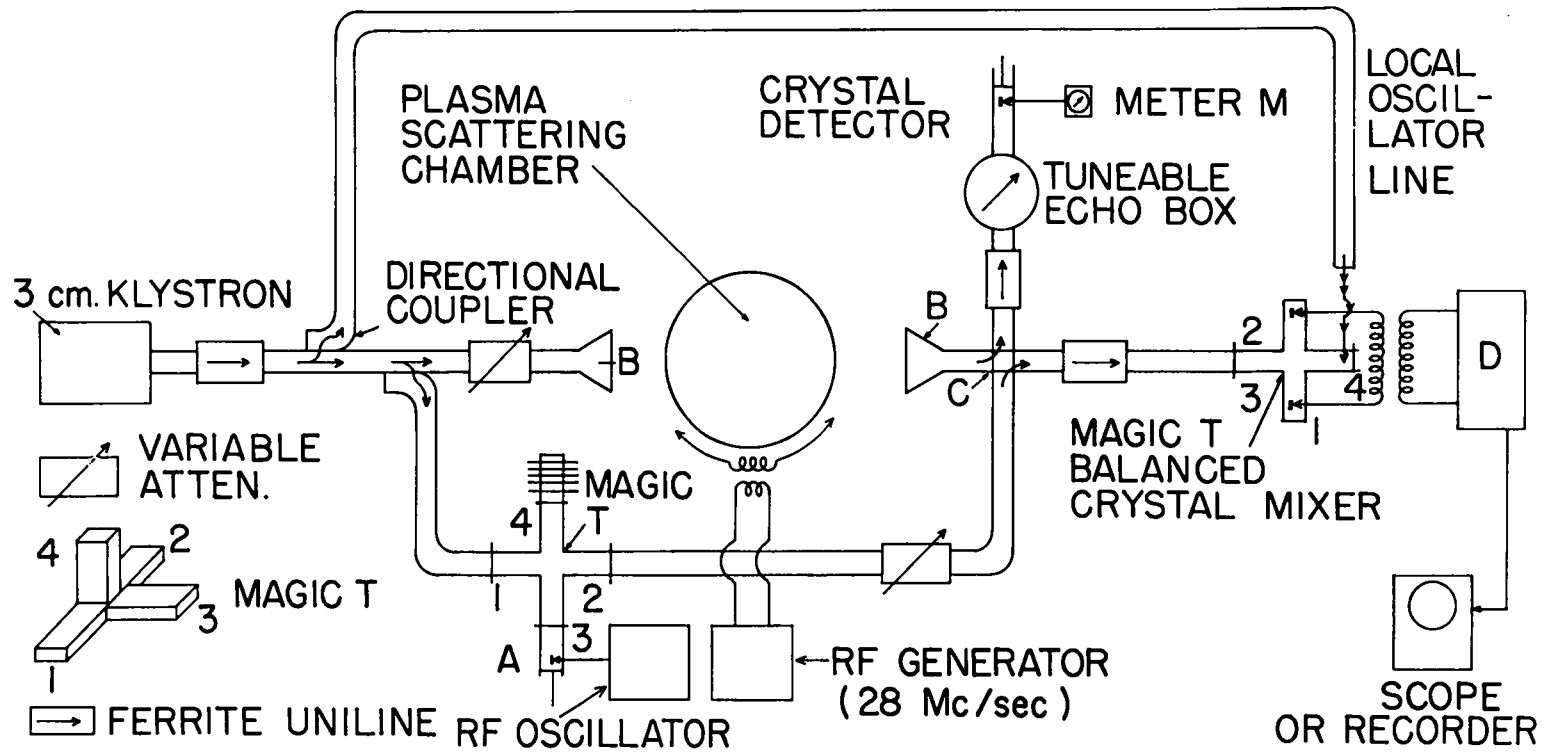 LOCAL
OSCIL-
LATOR
LINE
CRYSTAL
DETECTOR
METER M
PLASMA
SCATTERING
CHAMBER
TUNEABLE
ECHO BOX
3 cm. KLYSTRON
DIRECTIONAL
COUPLER
B
B
C
2
3
4
1
D
MAGIC T
BALANCED
CRYSTAL MIXER
VARIABLE
ATTEN.
MAGIC
T
4
1
2
3
A
4
2
3
1
MAGIC T
RF GENERATOR
(28 Mc/sec)
FERRITE UNILINE
RF OSCILLATOR
SCOPE
OR RECORDER